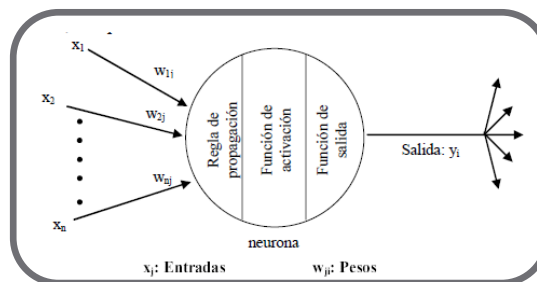 x1
w1j
x2
w2j
wnj
xn
Regla de
propagación
Función de
activación
Función de
salida
Salida: yi
neurona
xj: Entradas
wji: Pesos